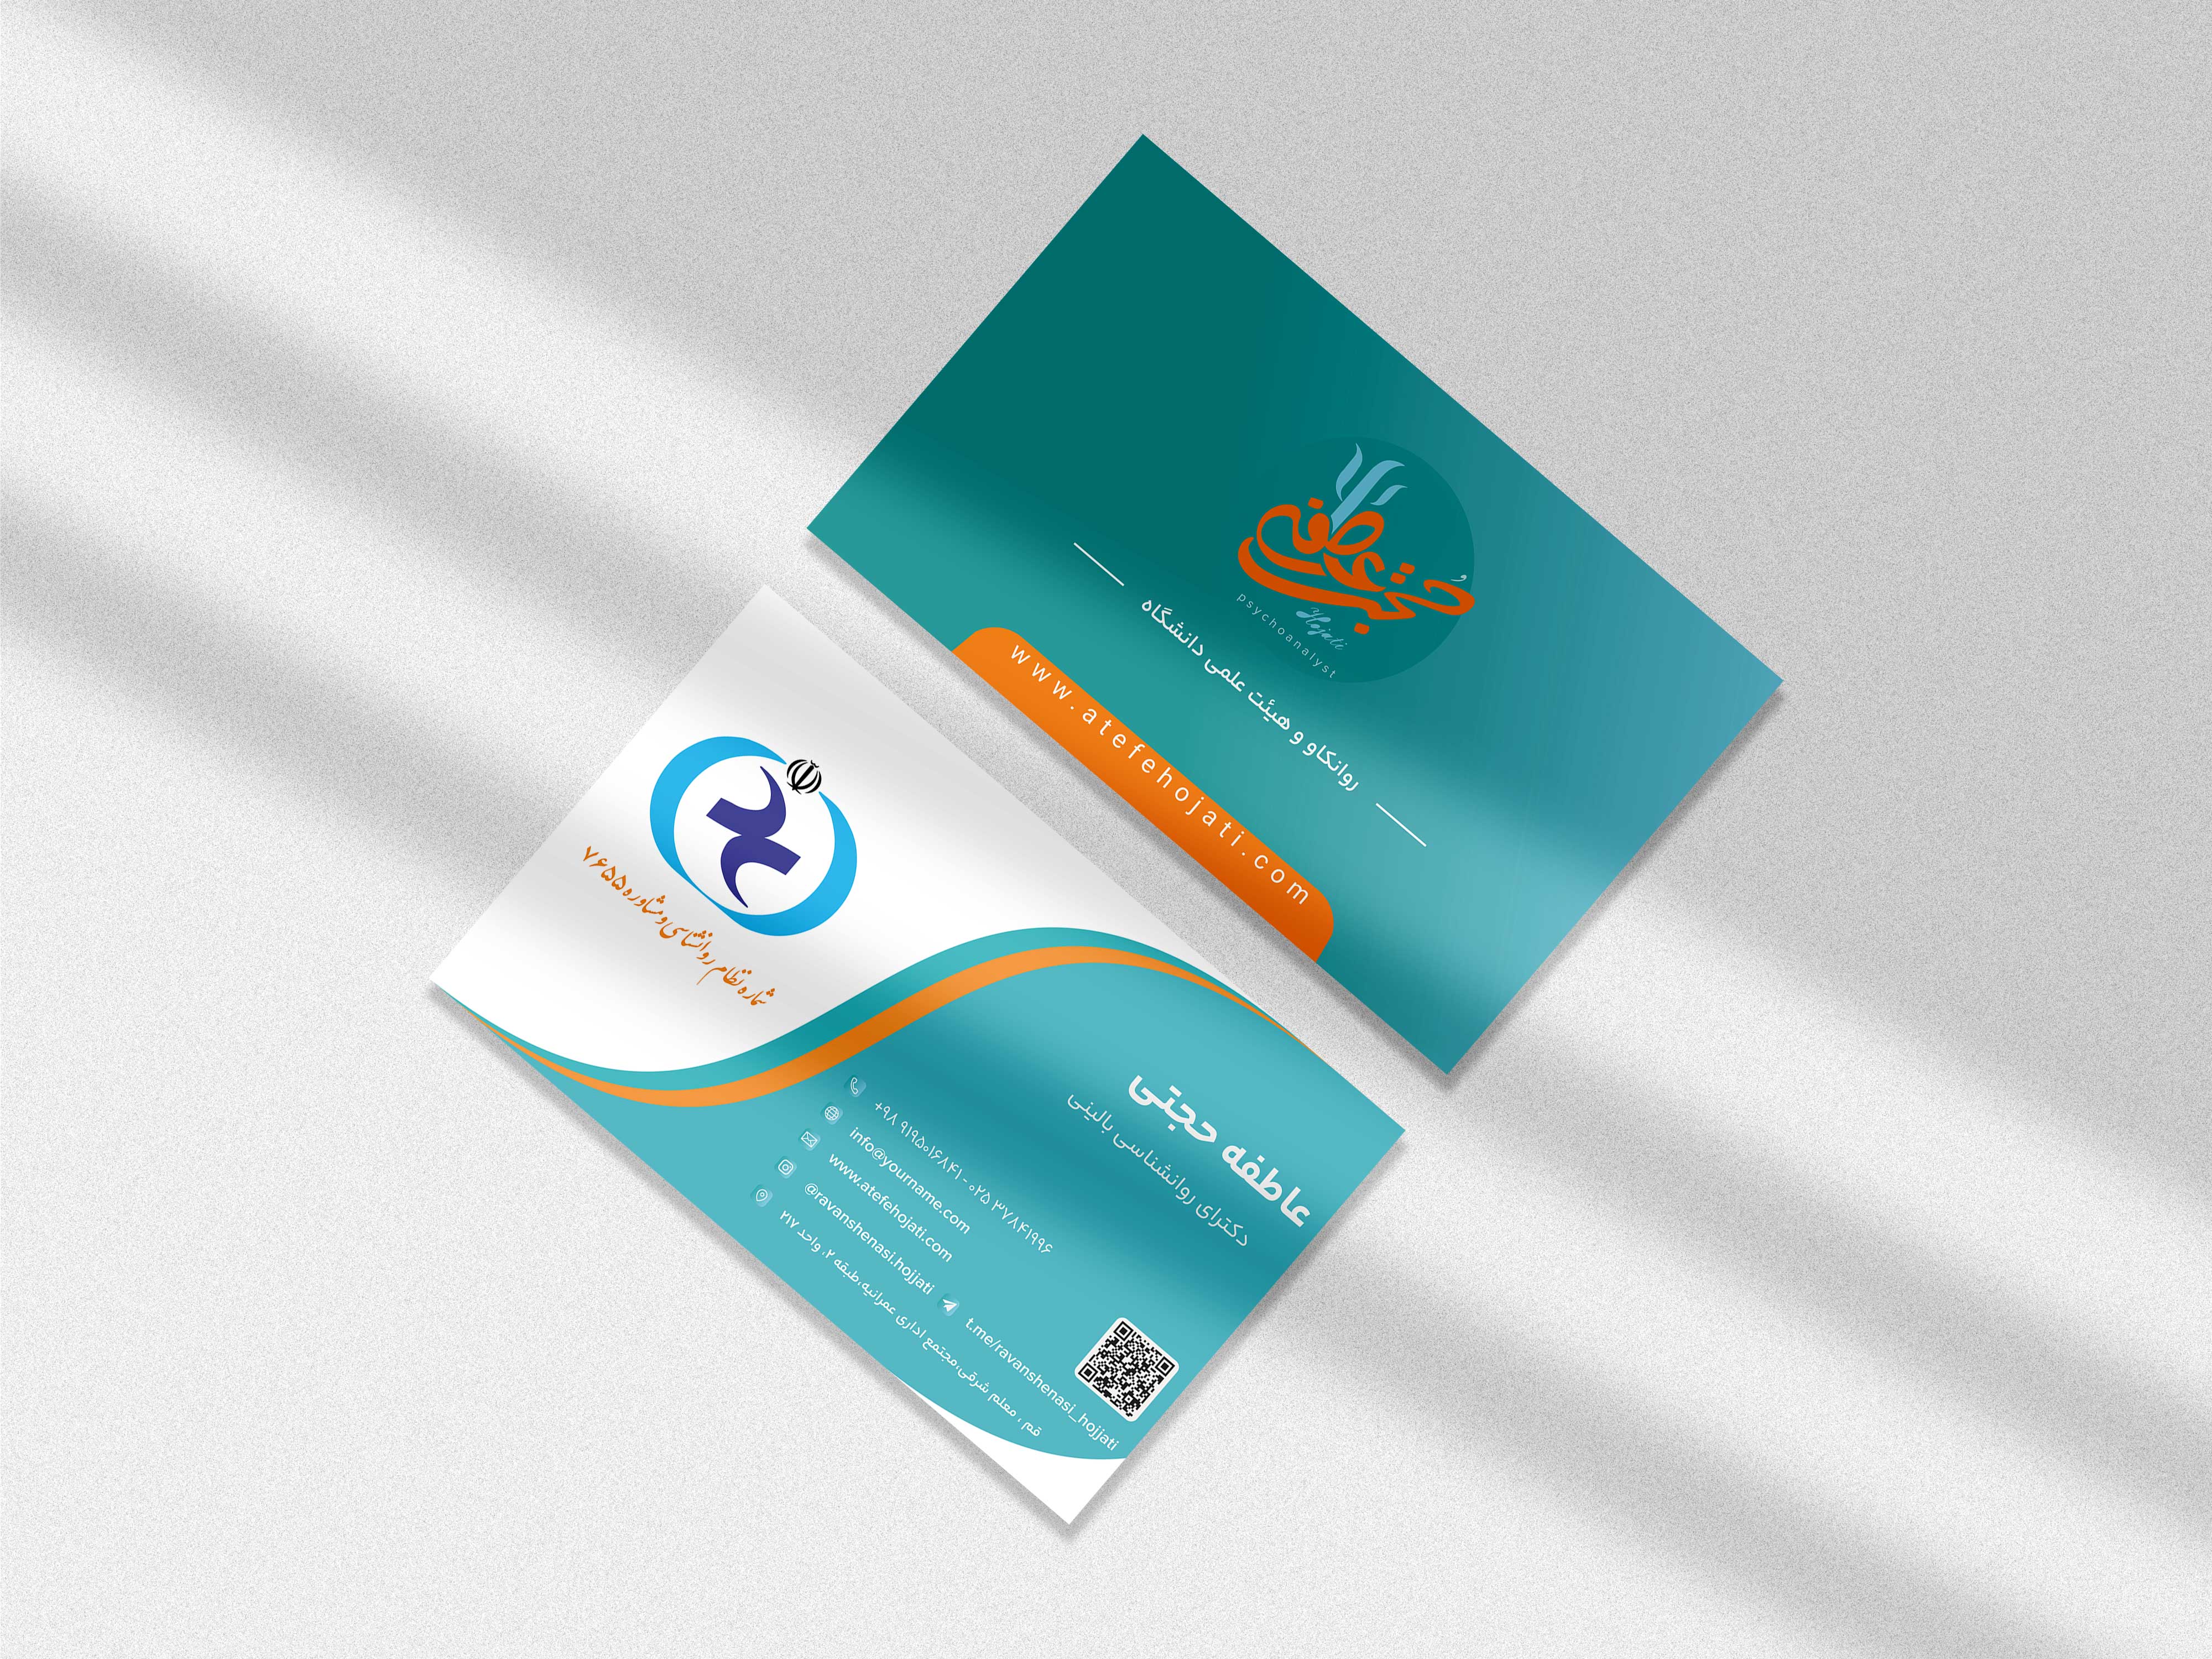 عاطفه حجتی
Hojati
psychoanalyst
روانکاو و هیئت علمی دانشگاه
www.atefehojati.com
شماره نظام روانشناسی و مشاوره ۷۶۵۵
عاطفه حجتی
دکترای روانشناسی بالینی
+۹۸ ۹۱۹۵۰۱۶۸۴۱ - ۰۲۵ ۳۷۸۴۱۹۹۶
info@yourname.com
www.atefehojati.com
@ravanshenasi.hojjati t.me/ravanshenasi_hojjati
قم ، معلم شرقی،مجتمع اداری عمرانیه،طبقه ۲، واحد ۲۱۷